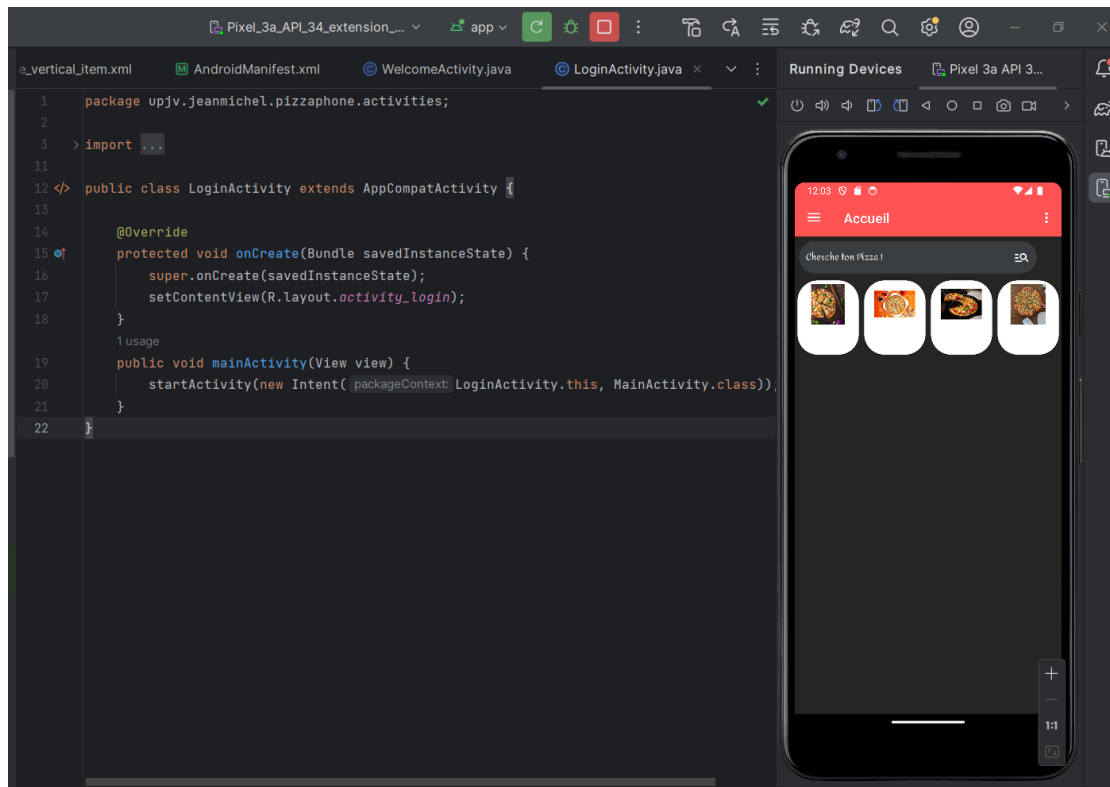 Pixel_3a_API_34_extension_... app
e_vertical_item.xml AndroidManifest.xml WelcomeActivity.java LoginActivity.java Running Devices Pixel 3a API 3...
1 package upjv.jeanmichel.pizzaphone.activities;
2
3 import ...
11
12 public class LoginActivity extends AppCompatActivity {
13
14 @Override
15 protected void onCreate(Bundle savedInstanceState) {
16 super.onCreate(savedInstanceState);
17 setContentView(R.layout.activity_login);
18 }
1 usage
19 public void mainActivity(View view) {
20 startActivity(new Intent( packageContext: LoginActivity.this, MainActivity.class));
21 }
22 }
12:03
Accueil
Cherche ton Pizza !
1:1